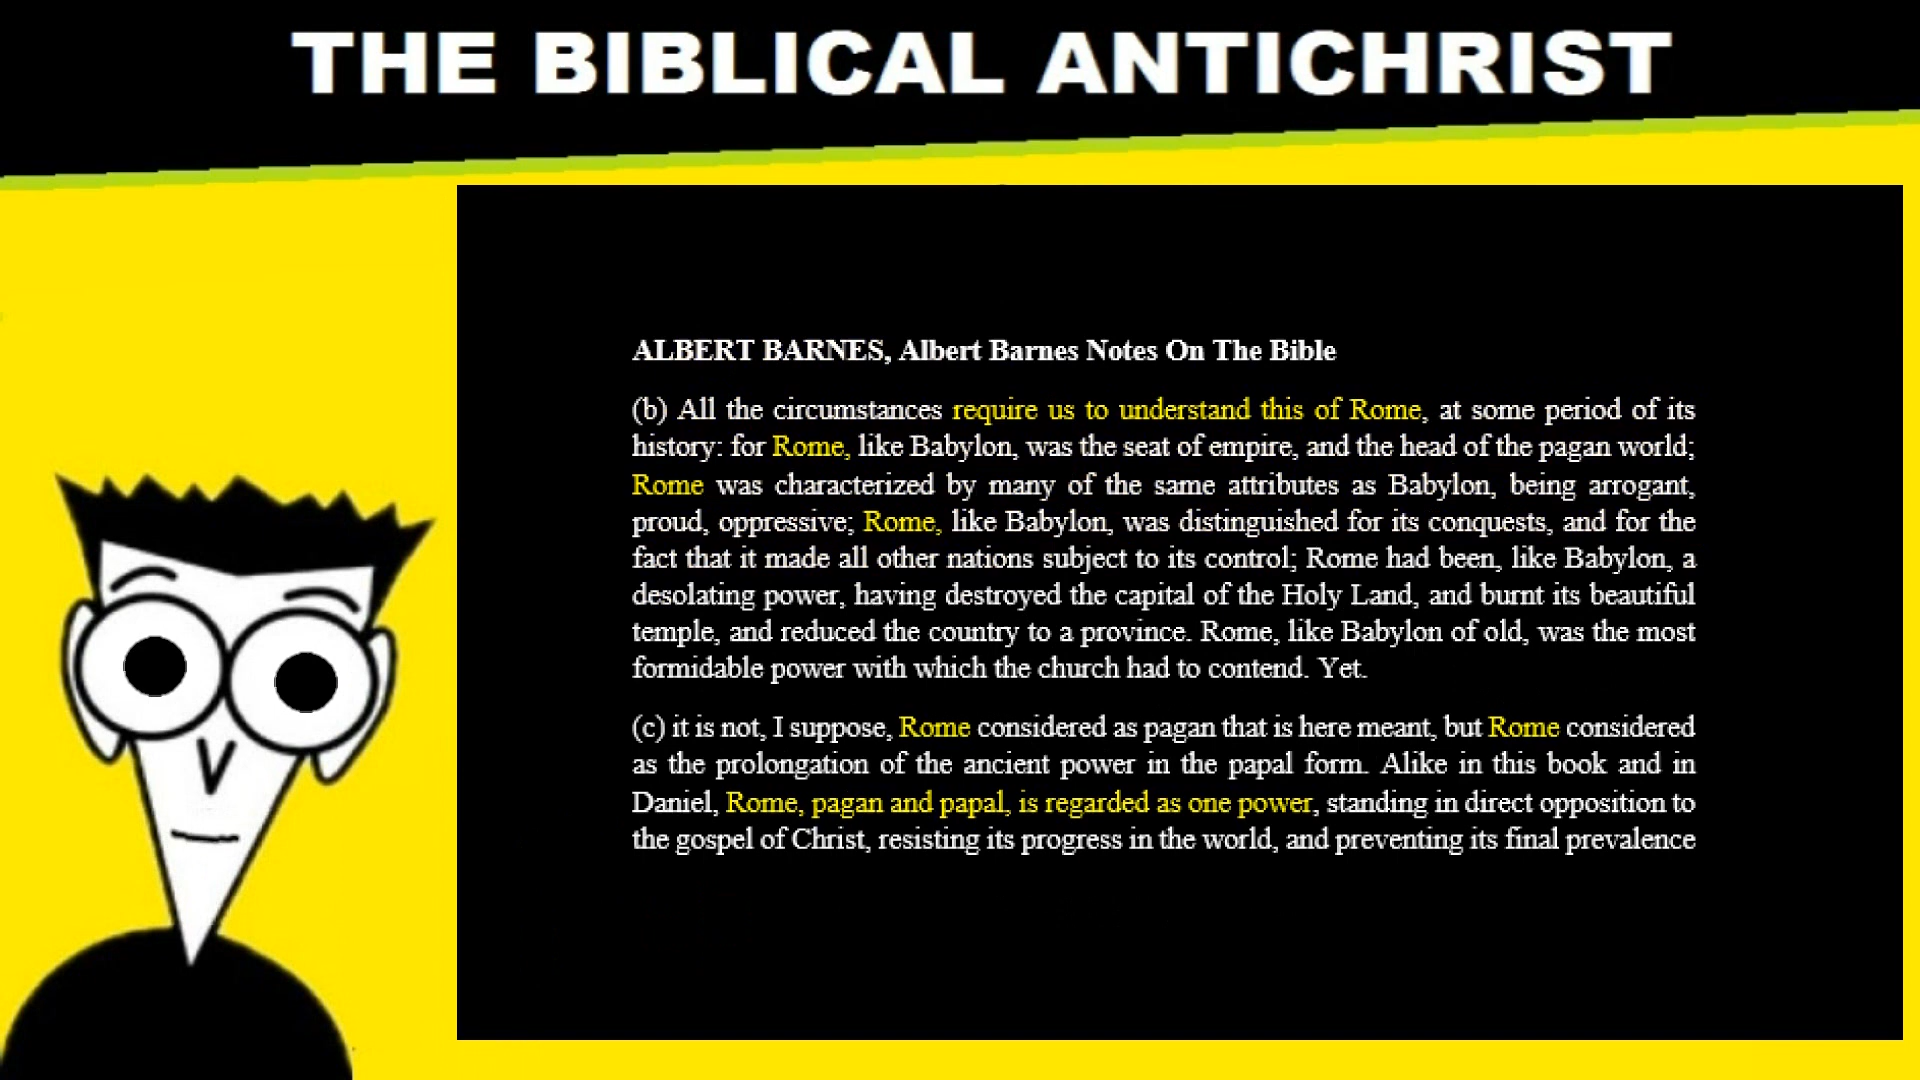 THE BIBLICAL ANTICHRIST
ALBERT BARNES, Albert Barnes Notes On The Bible
(b) All the circumstances require us to understand this of Rome, at some period of its
history: for Rome, like Babylon, was the seat of empire, and the head of the pagan world;
Rome was characterized by many of the same attributes as Babylon, being arrogant,
proud, oppressive; Rome, like Babylon, was distinguished for its conquests, and for the
fact that it made all other nations subject to its control; Rome had been, like Babylon, a
desolating power, having destroyed the capital of the Holy Land, and burnt its beautiful
temple, and reduced the country to a province. Rome, like Babylon of old, was the most
formidable power with which the church had to contend. Yet.
(c) it is not, I suppose, Rome considered as pagan that is here meant, but Rome considered
as the prolongation of the ancient power in the papal form. Alike in this book and in
Daniel, Rome, pagan and papal, is regarded as one power, standing in direct opposition to
the gospel of Christ, resisting its progress in the world, and preventing its final prevalence